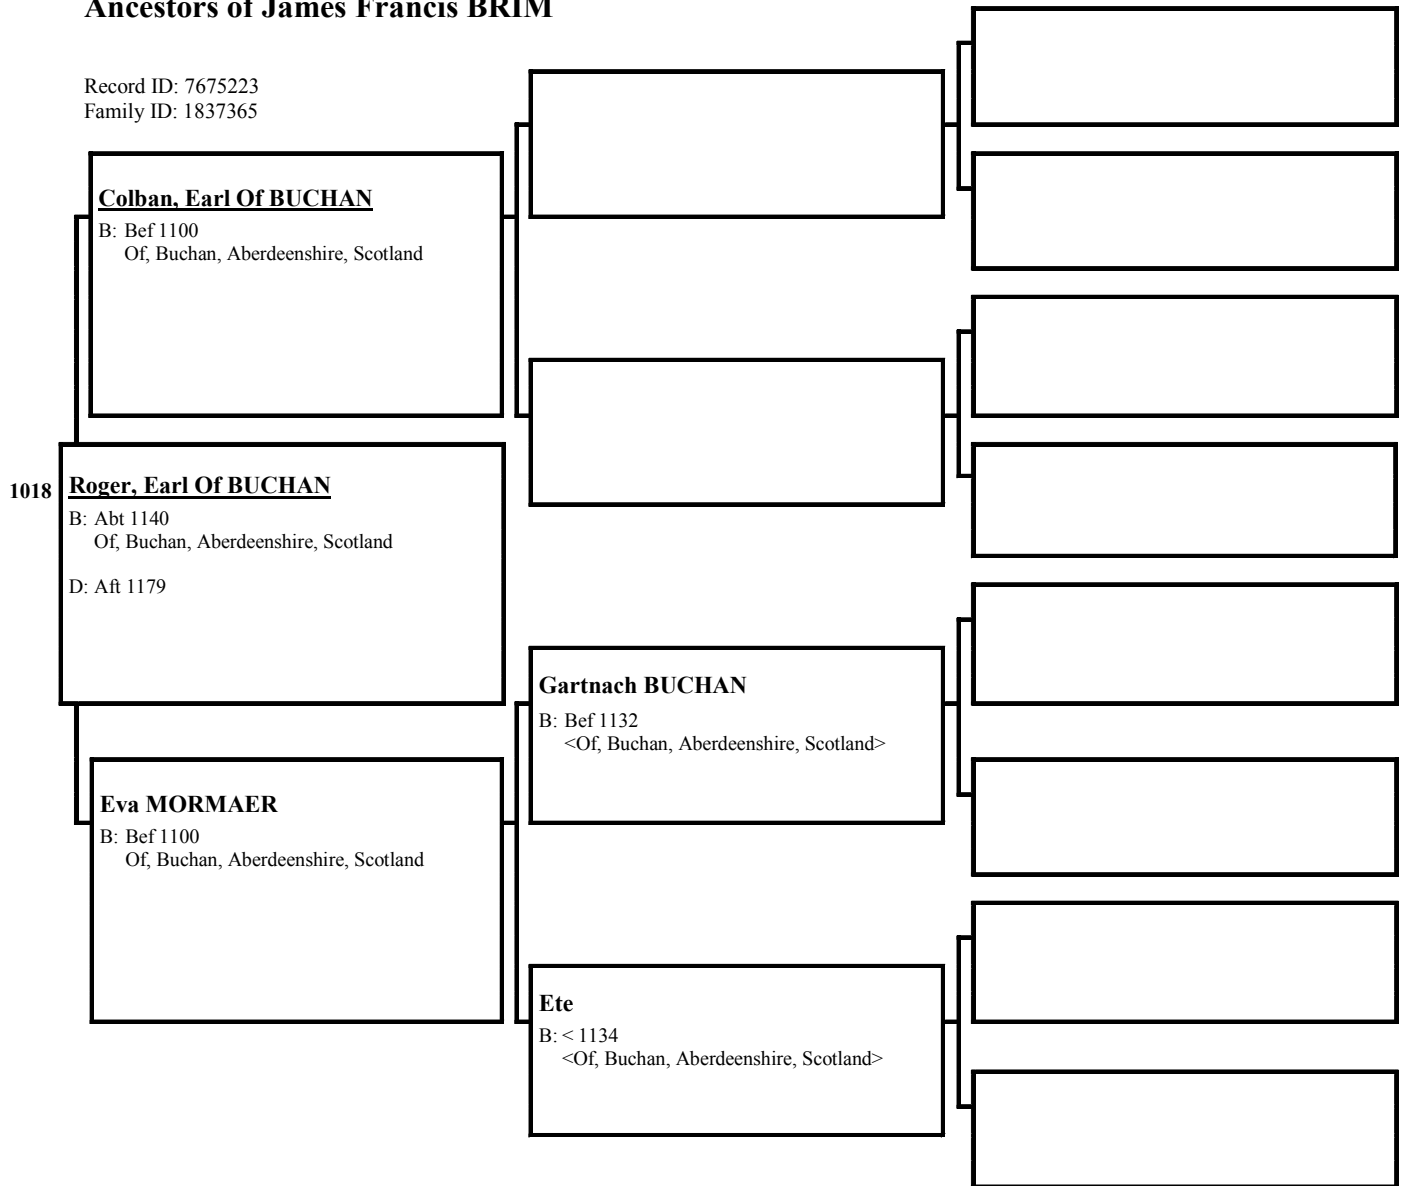 Ancestors of James Francis BRIM
Record ID: 7675223
Family ID: 1837365
Colban, Earl Of BUCHAN
B: Bef 1100
Of, Buchan, Aberdeenshire, Scotland
1018
Roger, Earl Of BUCHAN
B: Abt 1140
Of, Buchan, Aberdeenshire, Scotland
D: Aft 1179
Gartnach BUCHAN
B: Bef 1132
<Of, Buchan, Aberdeenshire, Scotland>
Eva MORMAER
B: Bef 1100
Of, Buchan, Aberdeenshire, Scotland
Ete
B: < 1134
<Of, Buchan, Aberdeenshire, Scotland>